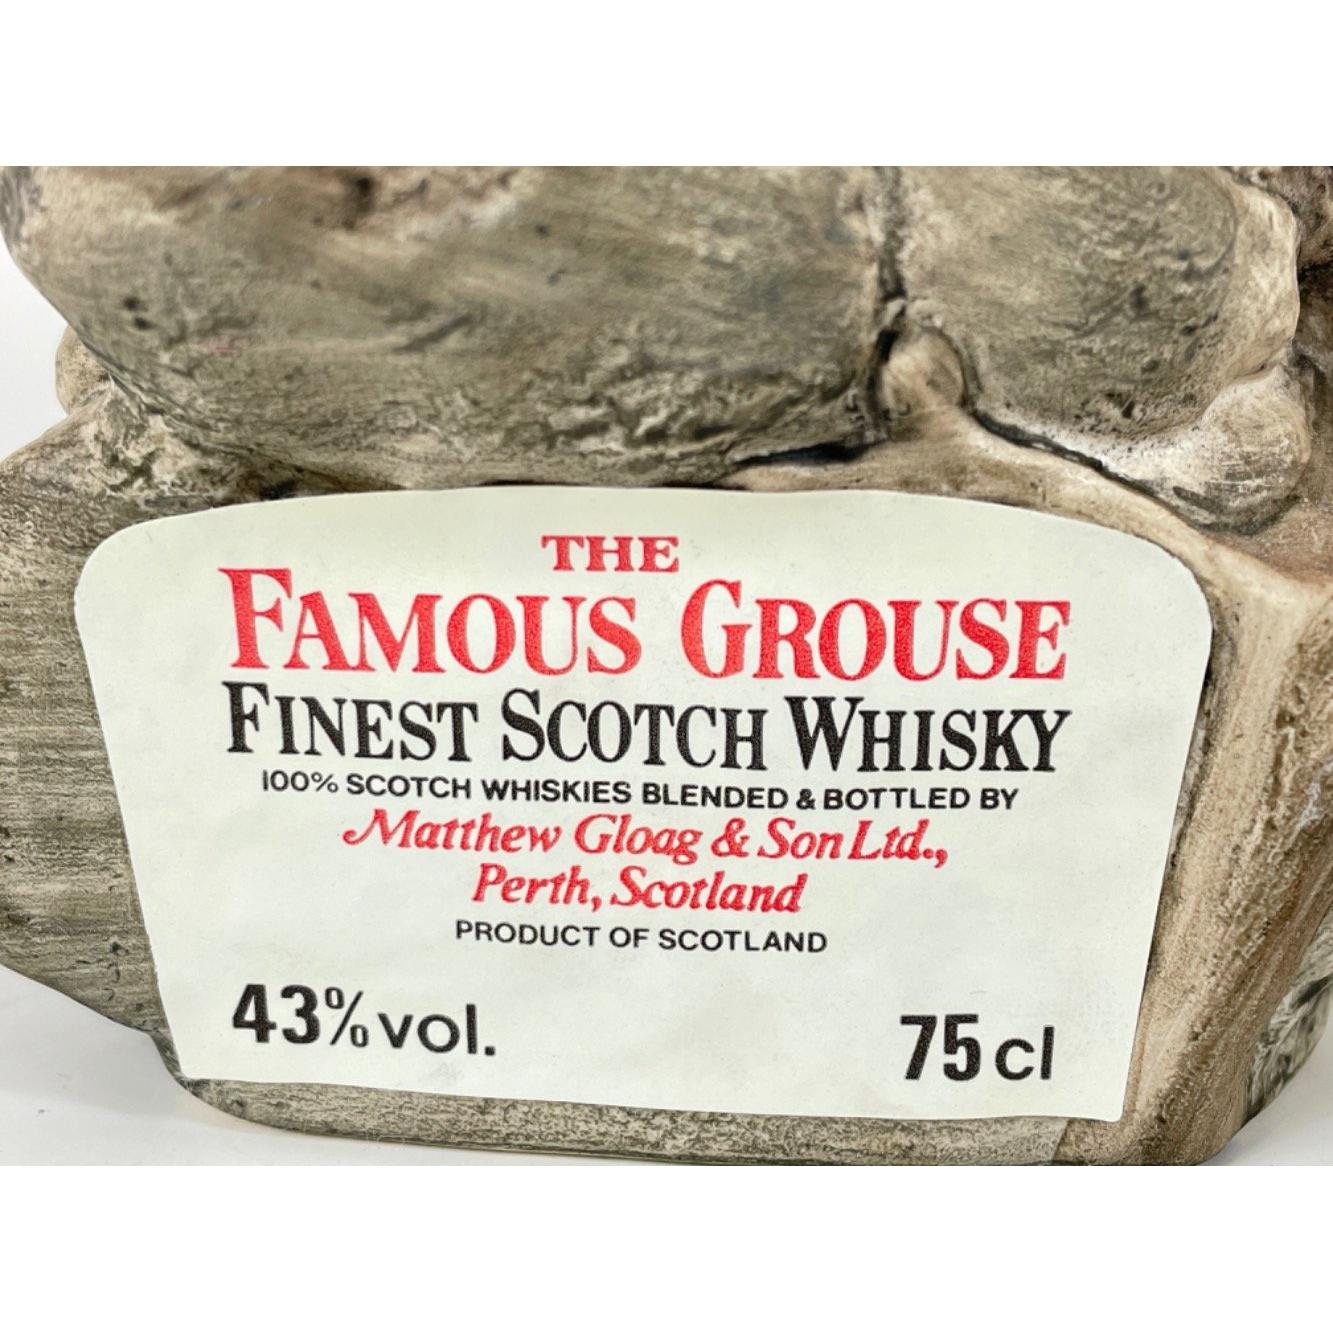 THE
FAMOUS GROUSE
FINEST SCOTCH WHISKY
100% SCOTCH WHISKIES BLENDED & BOTTLED BY
Matthew Gloag & Son Ltd.,
Perth, Scotland
PRODUCT OF SCOTLAND
43% vol. 75 cl